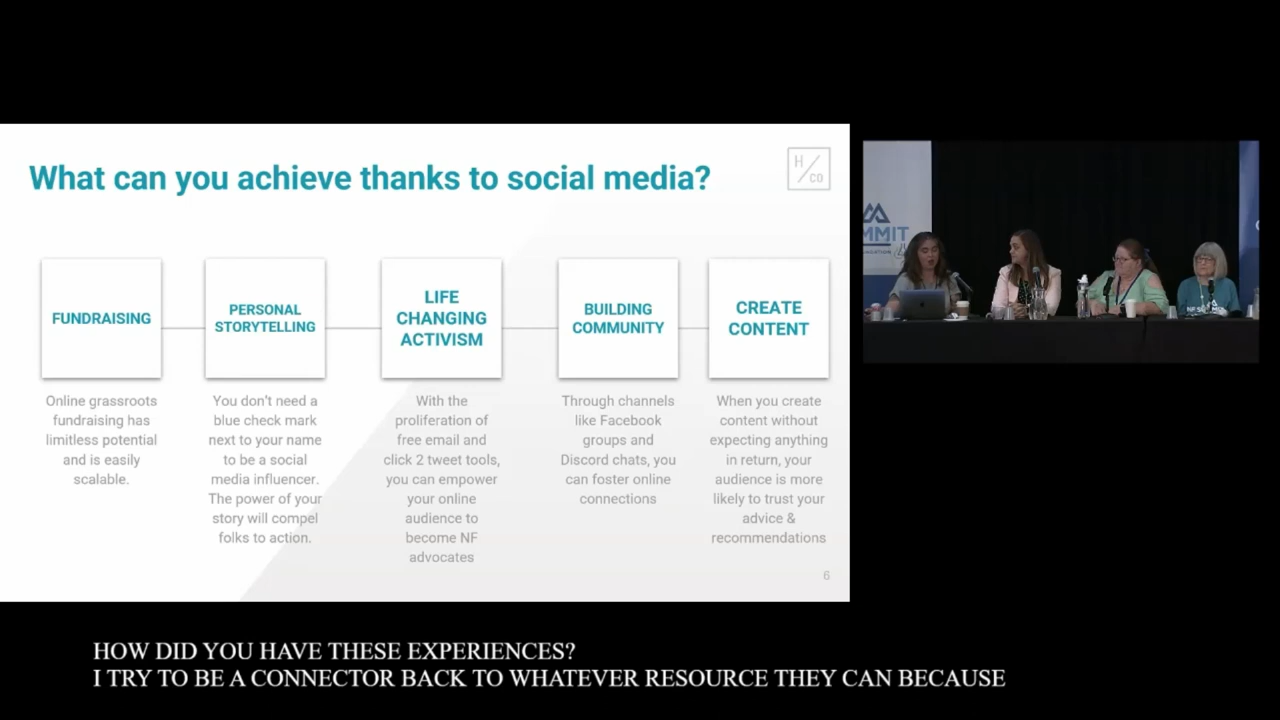 What can you achieve thanks to social media?
H/CO
FUNDRAISING
Online grassroots
fundraising has
limitless potential
and is easily
scalable.
PERSONAL
STORYTELLING
You don't need a
blue check mark
next to your name
to be a social
media influencer.
The power of your
story will compel
folks to action.
LIFE
CHANGING
ACTIVISM
With the
proliferation of
free email and
click 2 tweet tools,
you can empower
your online
audience to
become NF
advocates
BUILDING
COMMUNITY
Through channels
like Facebook
groups and
Discord chats, you
can foster online
connections
CREATE
CONTENT
When you create
content without
expecting anything
in return, your
audience is more
likely to trust your
advice &
recommendations
6
MMIT
HOW DID YOU HAVE THESE EXPERIENCES?
I TRY TO BE A CONNECTOR BACK TO WHATEVER RESOURCE THEY CAN BECAUSE